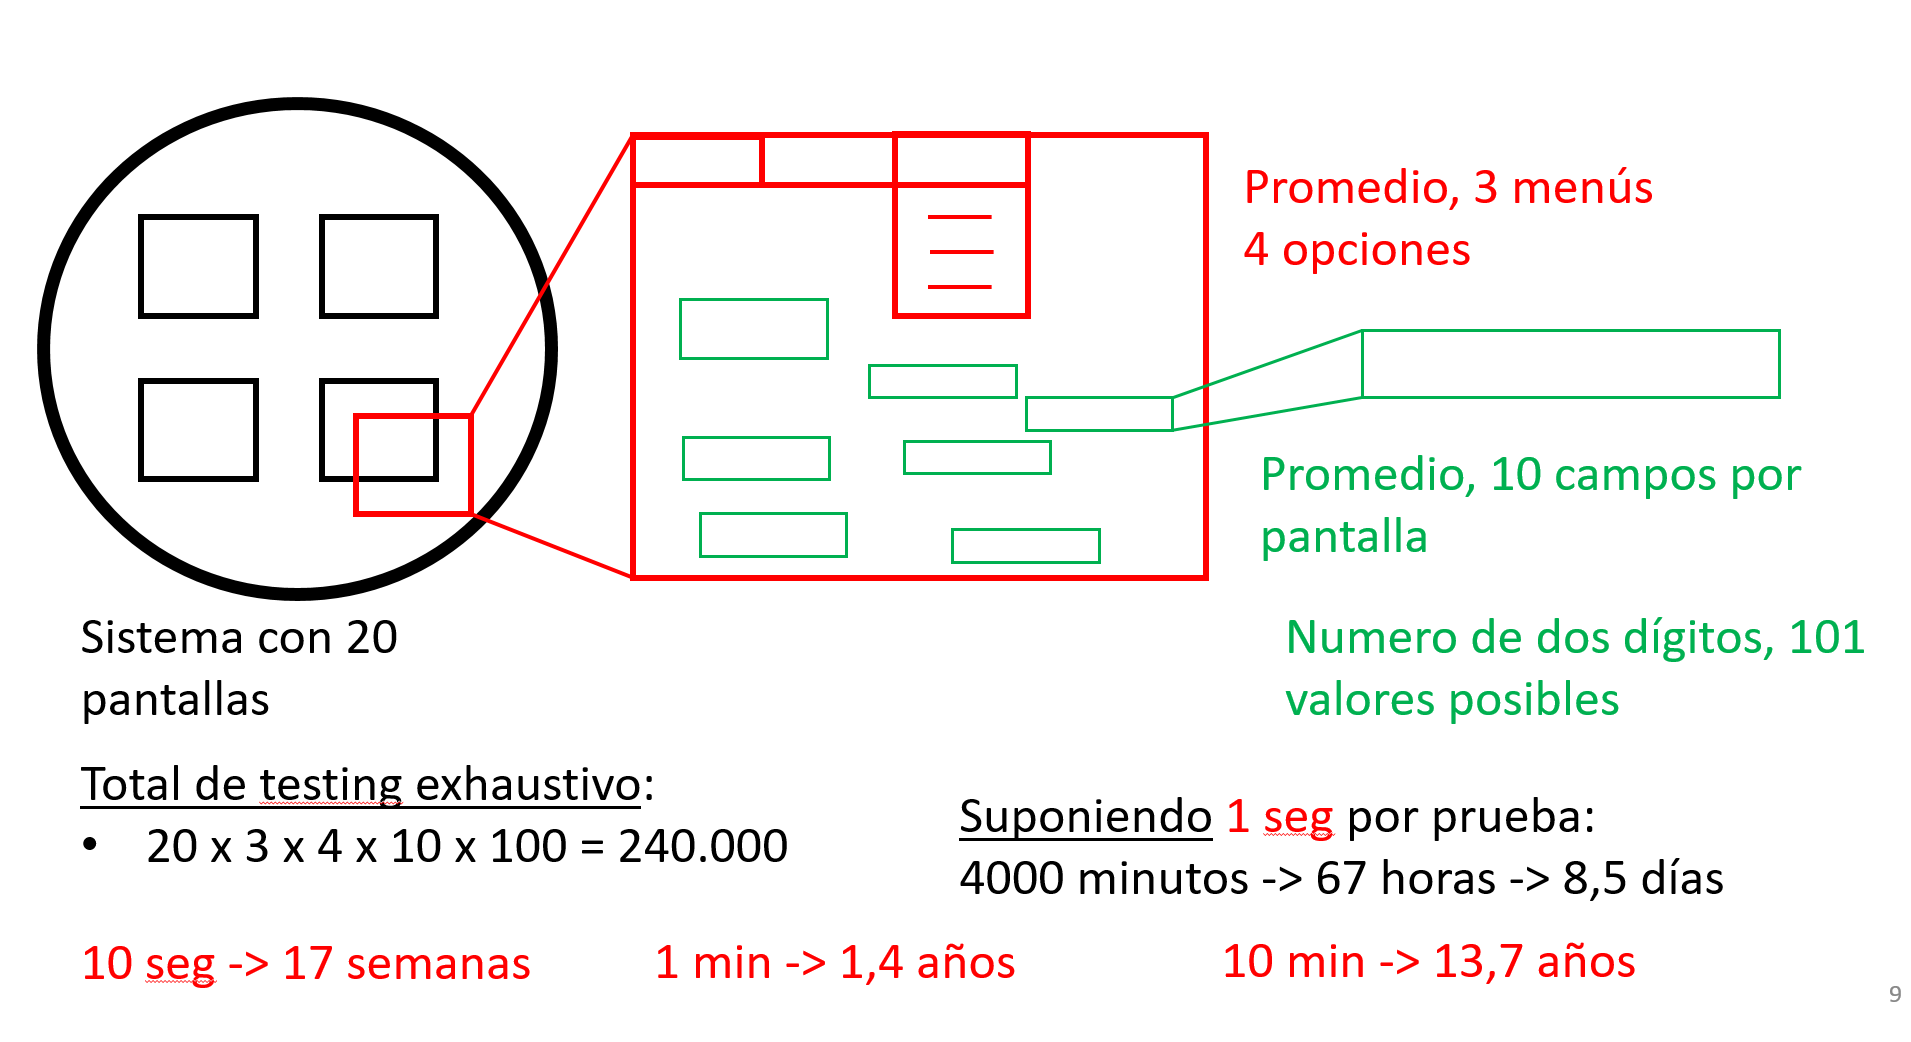 Promedio, 3 menús
4 opciones
Promedio, 10 campos por
pantalla
Sistema con 20
pantallas
Numero de dos dígitos, 101
valores posibles
Total de testing exhaustivo:
• 20 x 3 x 4 x 10 x 100 = 240.000
Suponiendo 1 seg por prueba:
4000 minutos -> 67 horas -> 8,5 días
10 seg -> 17 semanas
1 min -> 1,4 años
10 min -> 13,7 años
9